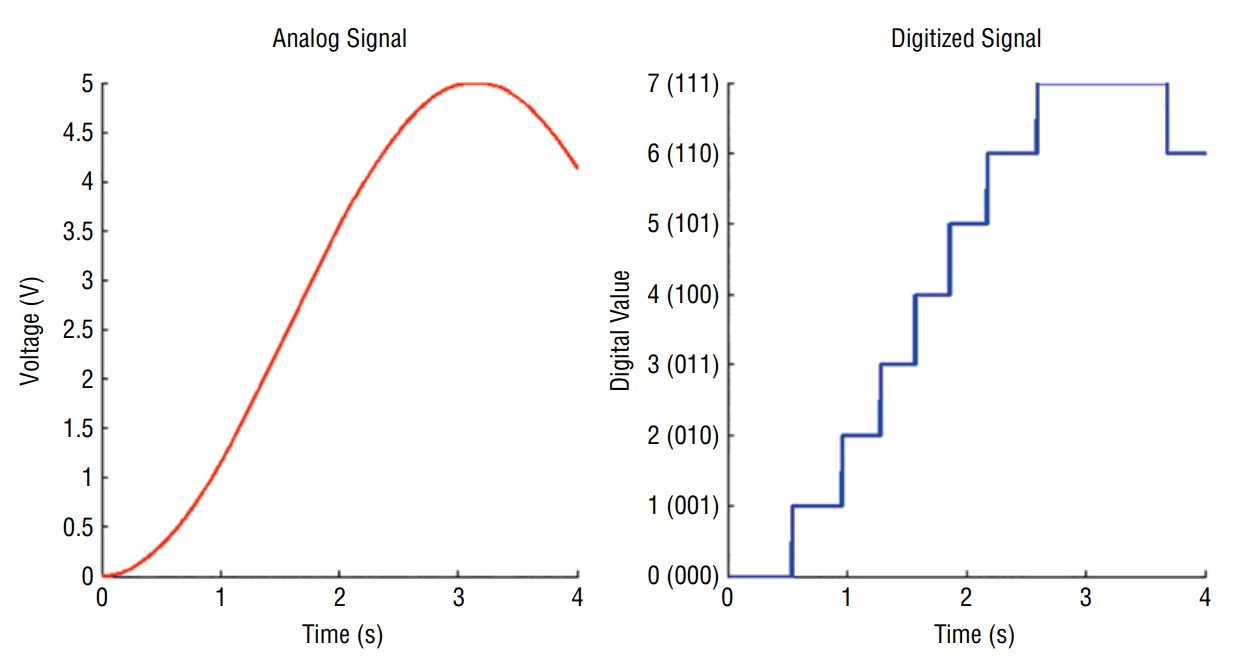 Analog Signal
5
4.5
4
3.5
3
2.5
2
1.5
1
0.5
0
Voltage (V)
0 1 2 3 4
Time (s)
Digitized Signal
7 (111)
6 (110)
5 (101)
4 (100)
3 (011)
2 (010)
1 (001)
0 (000)
Digital Value
0 1 2 3 4
Time (s)